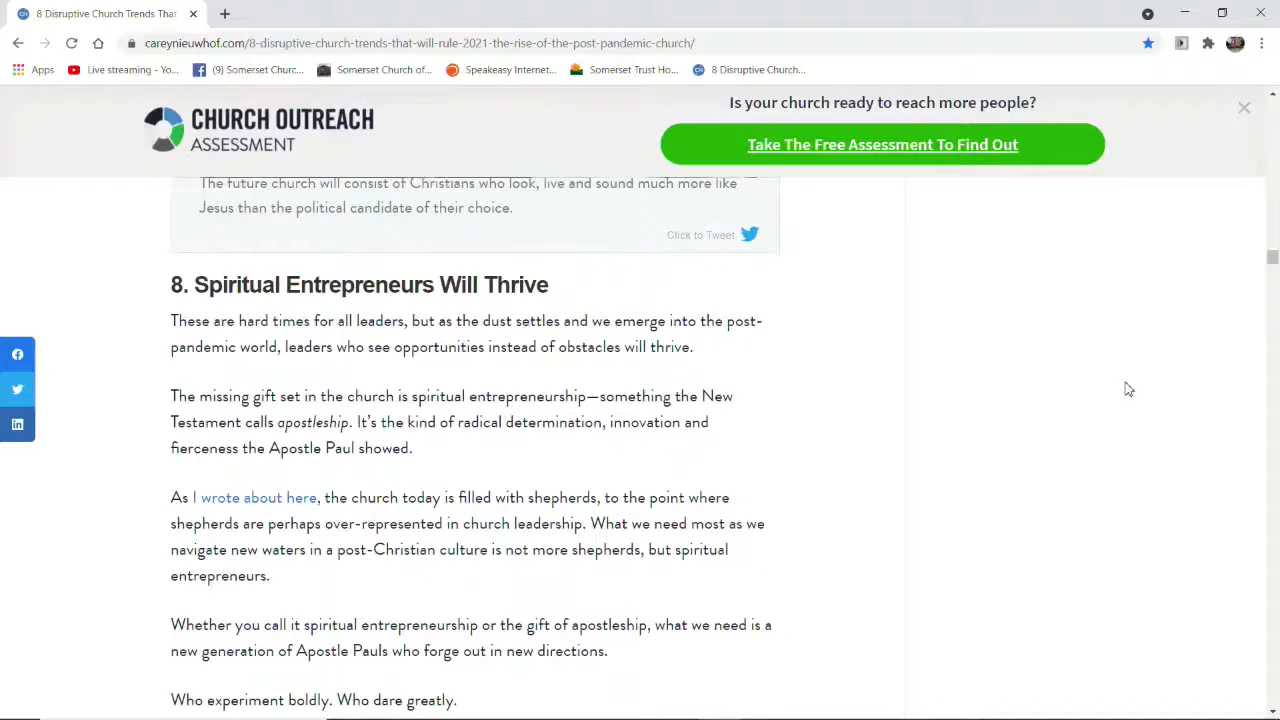 8 Disruptive Church Trends That
careynieuwhof.com/8-disruptive-church-trends-that-will-rule-2021-the-rise-of-the-post-pandemic-church/
Apps Live streaming - Yo... (9) Somerset Churc... Somerset Church of... Speakeasy Internet... Somerset Trust Ho... 8 Disruptive Church...
CHURCH OUTREACH
ASSESSMENT
Is your church ready to reach more people?
Take The Free Assessment To Find Out
The future church will consist of Christians who look, live and sound much more like
Jesus than the political candidate of their choice.
Click to Tweet
8. Spiritual Entrepreneurs Will Thrive
These are hard times for all leaders, but as the dust settles and we emerge into the post-
pandemic world, leaders who see opportunities instead of obstacles will thrive.
The missing gift set in the church is spiritual entrepreneurship—something the New
Testament calls apostleship. It's the kind of radical determination, innovation and
fierceness the Apostle Paul showed.
As I wrote about here, the church today is filled with shepherds, to the point where
shepherds are perhaps over-represented in church leadership. What we need most as we
navigate new waters in a post-Christian culture is not more shepherds, but spiritual
entrepreneurs.
Whether you call it spiritual entrepreneurship or the gift of apostleship, what we need is a
new generation of Apostle Pauls who forge out in new directions.
Who experiment boldly. Who dare greatly.